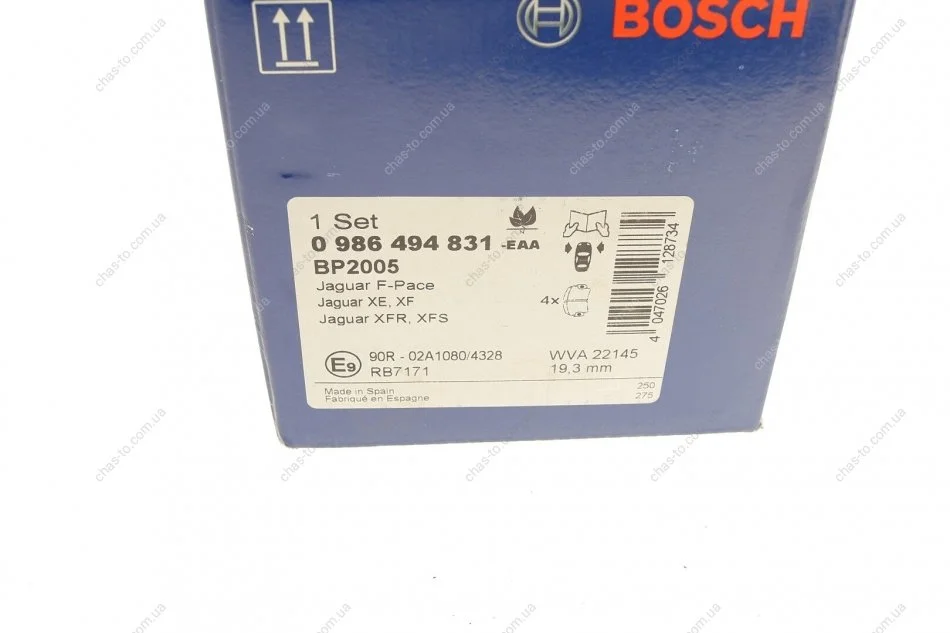 BOSCH
1 Set
0 986 494 831 -EAA
BP2005
Jaguar F-Pace
Jaguar XE, XF
Jaguar XFR, XFS
4x
4 047026 128734
E9
90R - 02A1080/4328
RB7171
WVA 22145
19,3 mm
Made in Spain
Fabriqué en Espagne
250
275
chas-to.com.ua